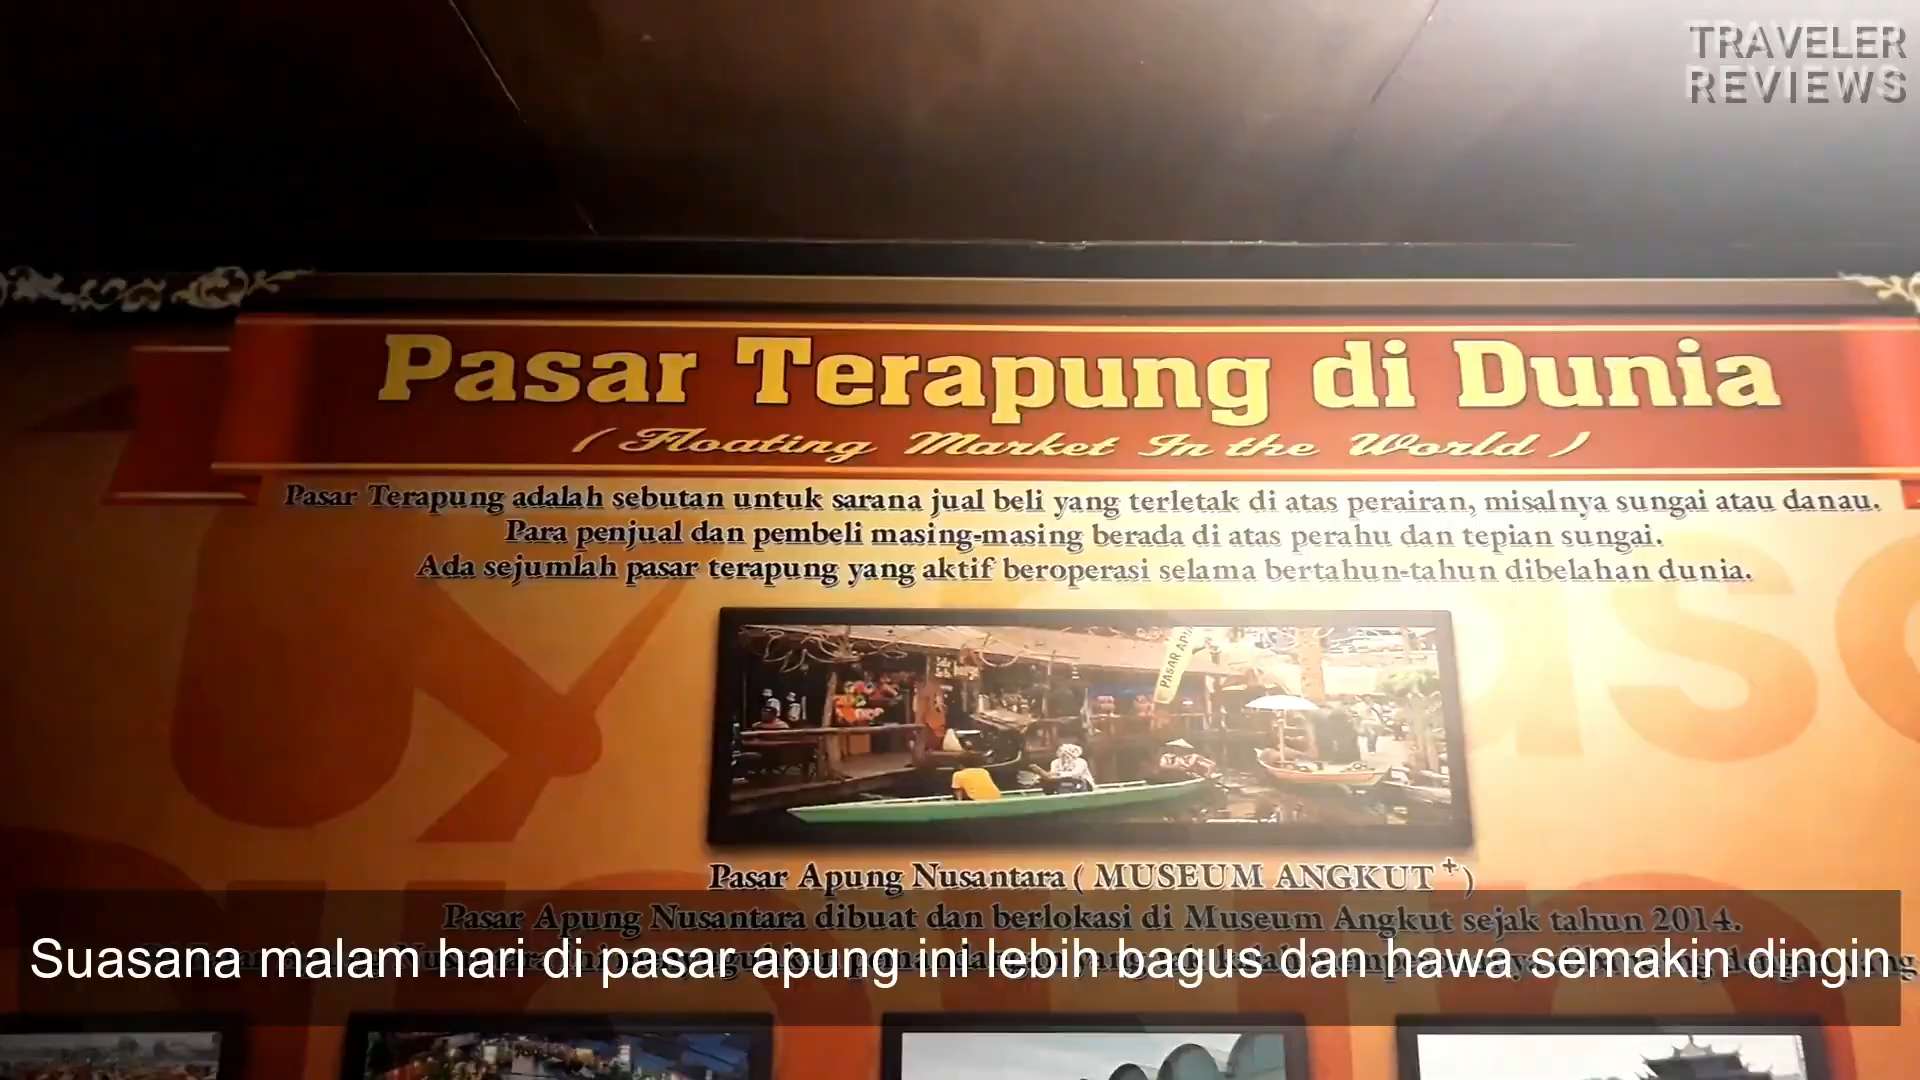 TRAVELER
REVIEWS
Pasar Terapung di Dunia
( Floating Market In the World )
Pasar Terapung adalah sebutan untuk sarana jual beli yang terletak di atas perairan, misalnya sungai atau danau.
Para penjual dan pembeli masing-masing berada di atas perahu dan tepian sungai.
Ada sejumlah pasar terapung yang aktif beroperasi selama bertahun-tahun dibelahan dunia.
PASAR
Pasar Apung Nusantara ( MUSEUM ANGKUT + )
Pasar Apung Nusantara dibuat dan berlokasi di Museum Angkut sejak tahun 2014.
Suasana malam hari di pasar apung ini lebih bagus dan hawa semakin dingin